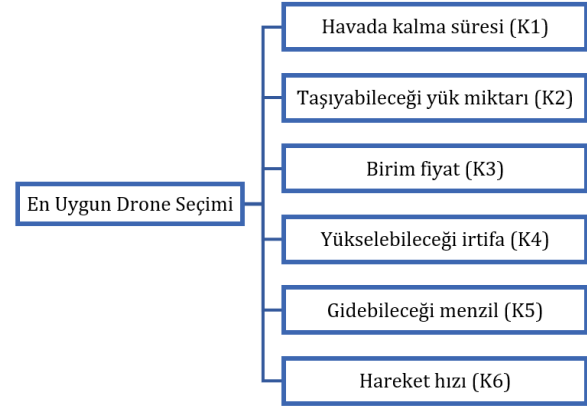 Havada kalma süresi (K1)
Taşıyabileceği yük miktarı (K2)
Birim fiyat (K3)
En Uygun Drone Seçimi
Yükselebileceği irtifa (K4)
Gidebileceği menzil (K5)
Hareket hızı (K6)